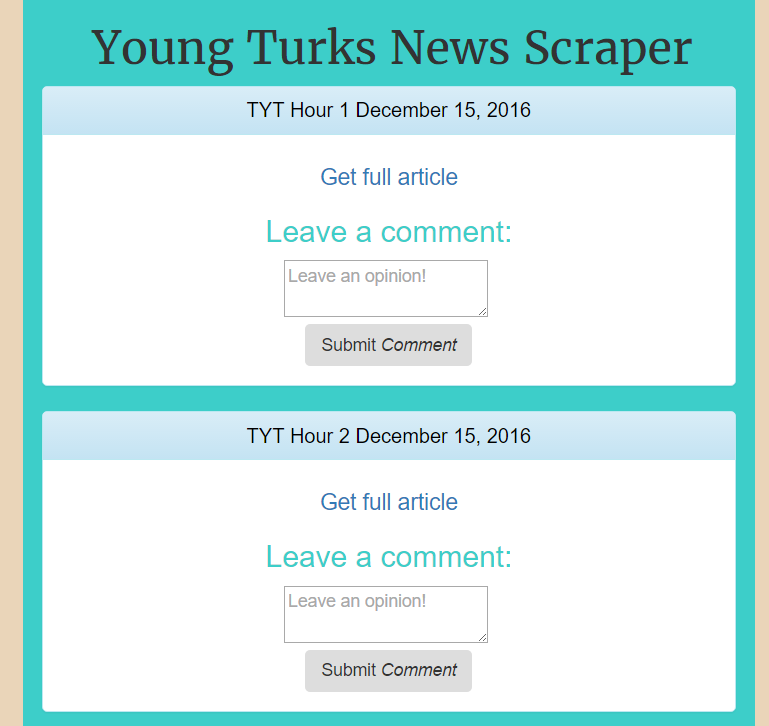 Young Turks News Scraper
TYT Hour 1 December 15, 2016
Get full article
Leave a comment:
Leave an opinion!
Submit Comment
TYT Hour 2 December 15, 2016
Get full article
Leave a comment:
Leave an opinion!
Submit Comment